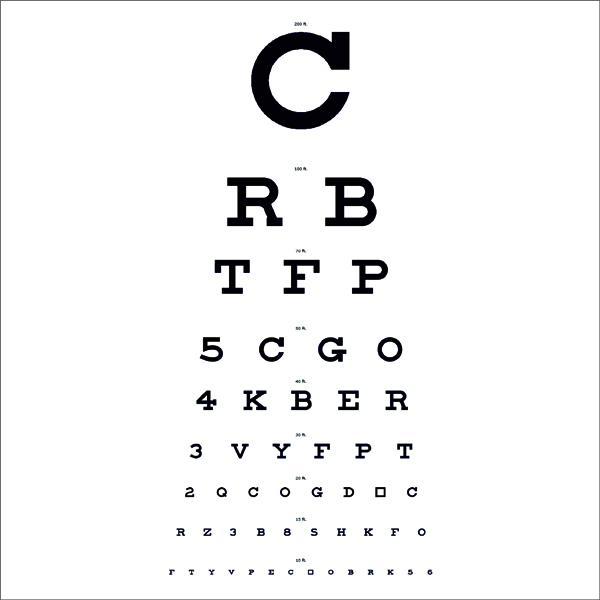 200 ft.
C
100 ft.
R B
70 ft.
T F P
50 ft.
5 C G O
40 ft.
4 K B E R
30 ft.
3 V Y F P T
20 ft.
2 Q C O G D □ C
15 ft.
R Z 3 B 8 S H K F O
10 ft.
F T Y V P E C □ O B R K 5 6